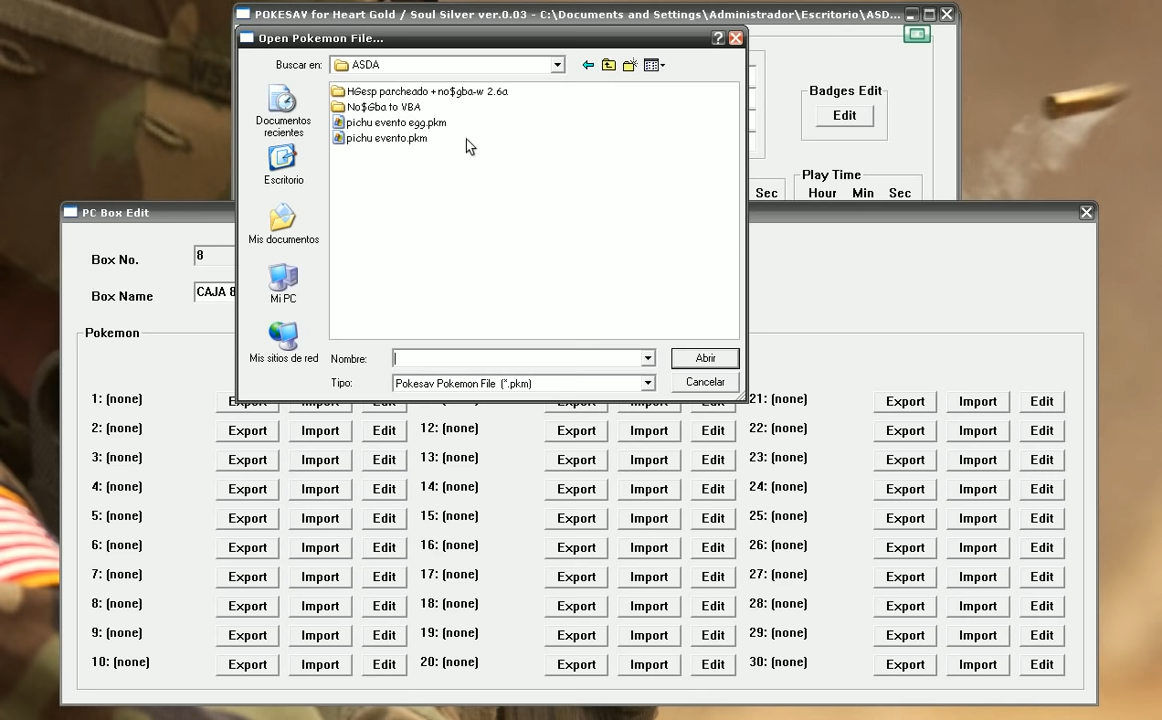 POKESAV for Heart Gold / Soul Silver ver.0.03 - C:\Documents and Settings\Administrador\Escritorio\ASD...
Open Pokemon File...
Buscar en: ASDA
HGesp parcheado + no$gba-w 2.6a
No$Gba to VBA
pichu evento egg.pkm
pichu evento.pkm
Documentos recientes
Escritorio
Mis documentos
Mi PC
Mis sitios de red
Nombre:
Abrir
Tipo: Pokesav Pokemon File (*.pkm)
Cancelar
Badges Edit
Edit
Play Time
Sec Hour Min Sec
PC Box Edit
Box No. 8
Box Name CAJA 8
Pokemon
1: (none) Edit 21: (none) Export Import Edit
2: (none) Export Import Edit 12: (none) Export Import Edit 22: (none) Export Import Edit
3: (none) Export Import Edit 13: (none) Export Import Edit 23: (none) Export Import Edit
4: (none) Export Import Edit 14: (none) Export Import Edit 24: (none) Export Import Edit
5: (none) Export Import Edit 15: (none) Export Import Edit 25: (none) Export Import Edit
6: (none) Export Import Edit 16: (none) Export Import Edit 26: (none) Export Import Edit
7: (none) Export Import Edit 17: (none) Export Import Edit 27: (none) Export Import Edit
8: (none) Export Import Edit 18: (none) Export Import Edit 28: (none) Export Import Edit
9: (none) Export Import Edit 19: (none) Export Import Edit 29: (none) Export Import Edit
10: (none) Export Import Edit 20: (none) Export Import Edit 30: (none) Export Import Edit